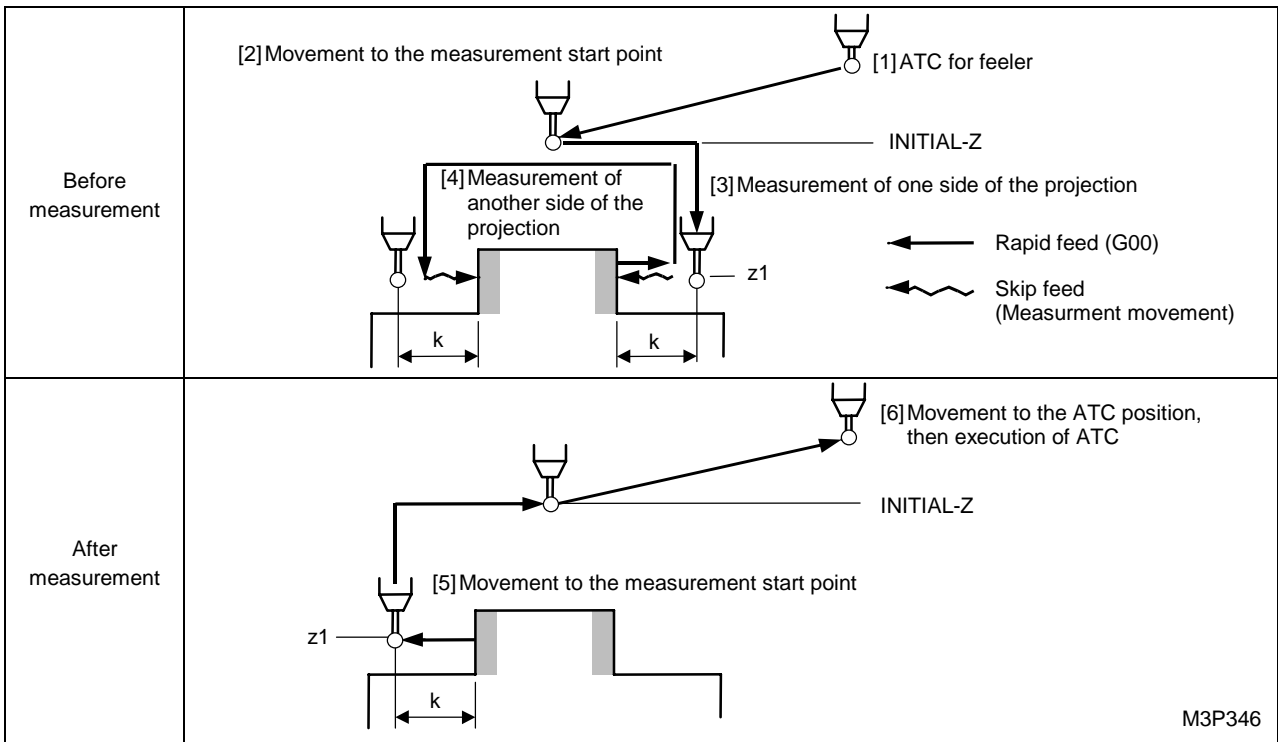 Before
measurement
[2]Movement to the measurement start point
[1]ATC for feeler
INITIAL-Z
[4]Measurement of
another side of the
projection
[3]Measurement of one side of the projection
Rapid feed (G00)
z1
Skip feed
(Measurment movement)
k
k
After
measurement
[6]Movement to the ATC position,
then execution of ATC
INITIAL-Z
[5]Movement to the measurement start point
z1
k
M3P346